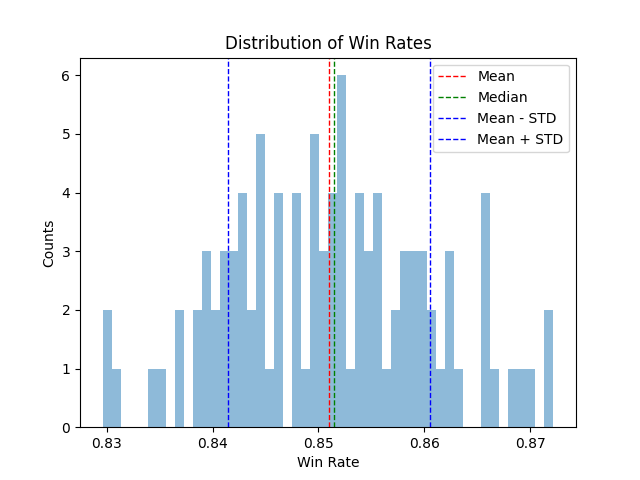 Distribution of Win Rates
Mean
Median
Mean - STD
Mean + STD
Counts
6
5
4
3
2
1
0
0.83 0.84 0.85 0.86 0.87
Win Rate